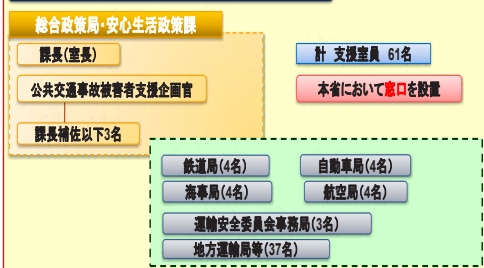 総合政策局・安心生活政策課
課長(室長)
計 支援室員 61名
公共交通事故被害者支援企画官
本省において窓口を設置
課長補佐以下3名
鉄道局(4名)
自動車局(4名)
海事局(4名)
航空局(4名)
運輸安全委員会事務局(3名)
地方運輸局等(37名)